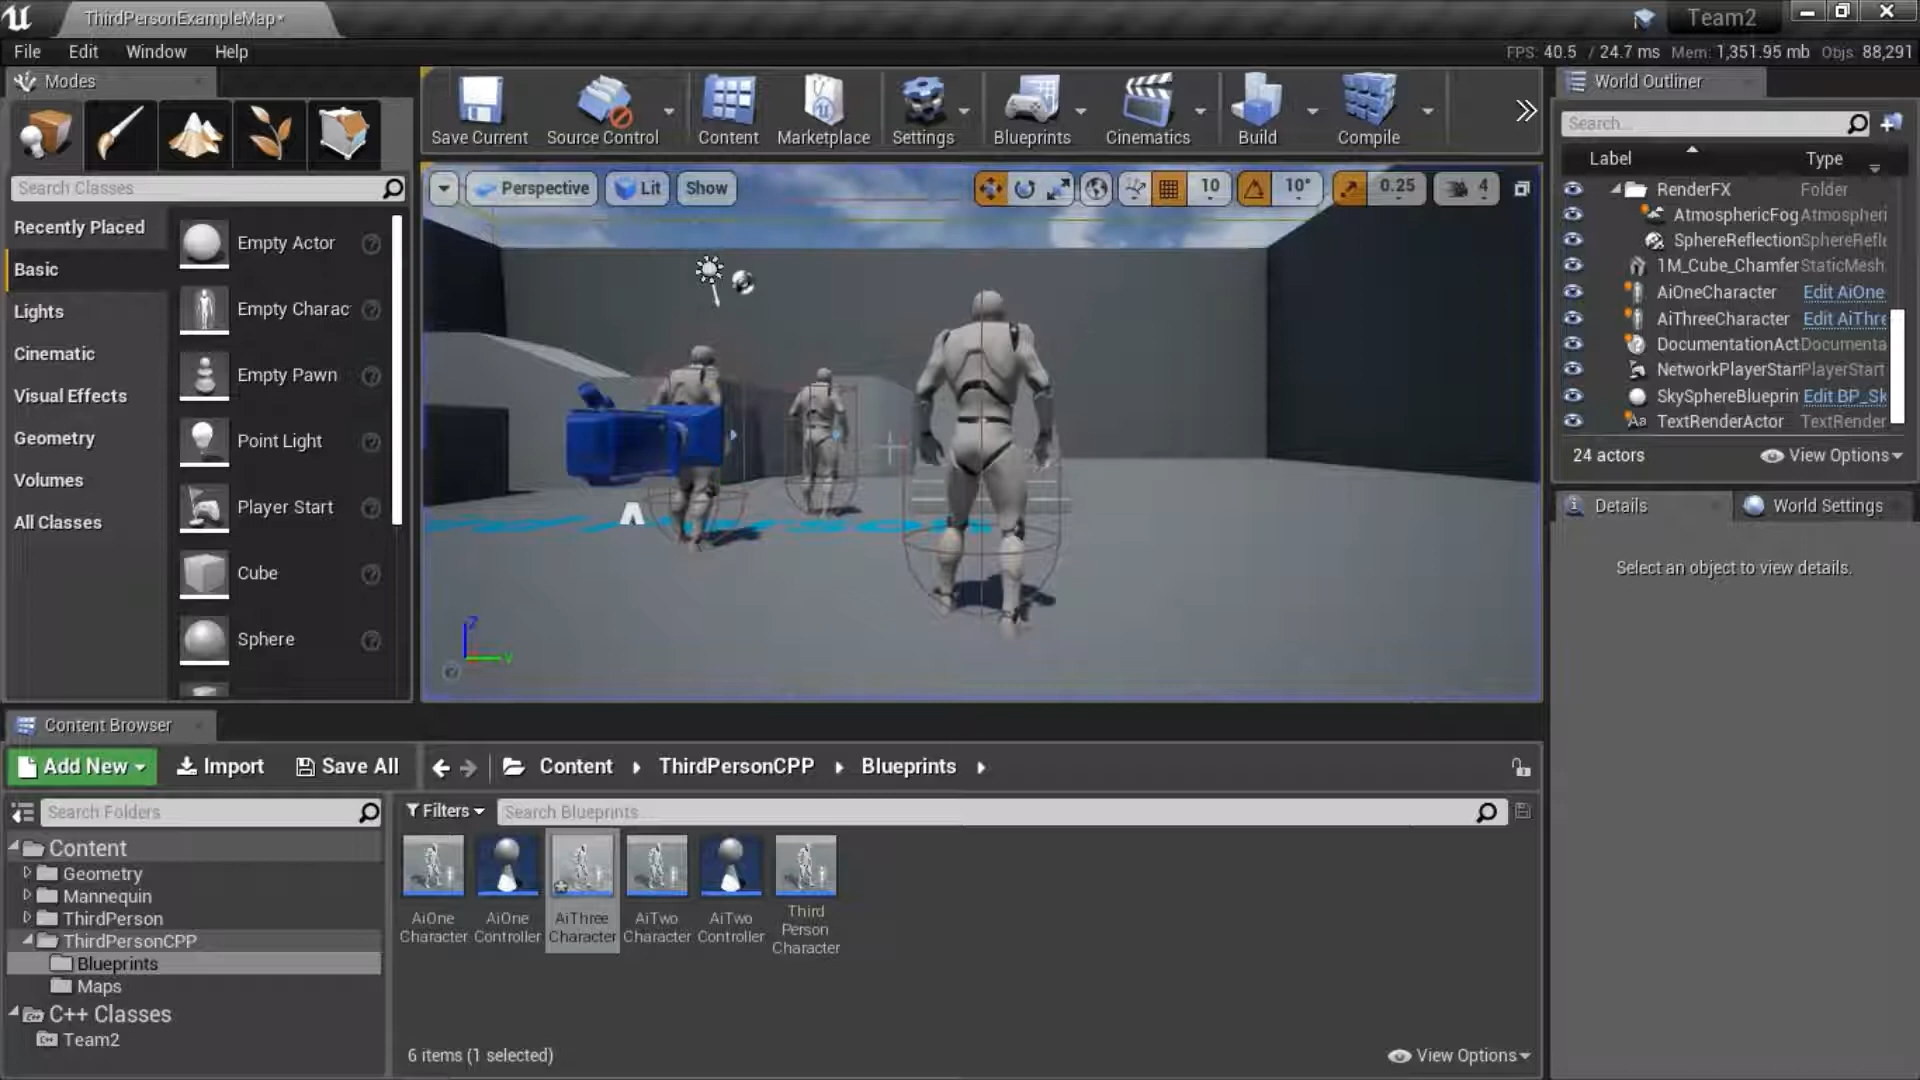 ThirdPersonExampleMap*
Team2
File Edit Window Help
FPS: 40.5 / 24.7 ms Mem: 1,351.95 mb Objs: 88,291
Modes
Search Classes
Recently Placed
Basic
Lights
Cinematic
Visual Effects
Geometry
Volumes
All Classes
Empty Actor
Empty Charac
Empty Pawn
Point Light
Player Start
Cube
Sphere
Save Current
Source Control
Content
Marketplace
Settings
Blueprints
Cinematics
Build
Compile
Perspective
Lit
Show
10
10°
0.25
4
Z
Y
World Outliner
Search...
Label Type
RenderFX Folder
AtmosphericFog Atmospheri
SphereReflection SphereRefle
1M_Cube_Chamfer StaticMesh
AiOneCharacter Edit AiOne
AiThreeCharacter Edit AiThre
DocumentationAct Documenta
NetworkPlayerStar PlayerStart
SkySphereBlueprin Edit BP_Sk
TextRenderActor TextRender
24 actors
View Options
Details
World Settings
Select an object to view details.
Content Browser
Add New
Import
Save All
Content
ThirdPersonCPP
Blueprints
Search Folders
Filters
Search Blueprints
Content
Geometry
Mannequin
ThirdPerson
ThirdPersonCPP
Blueprints
Maps
C++ Classes
Team2
AiOne
Character
AiOne
Controller
AiThree
Character
AiTwo
Character
AiTwo
Controller
Third
Person
Character
6 items (1 selected)
View Options